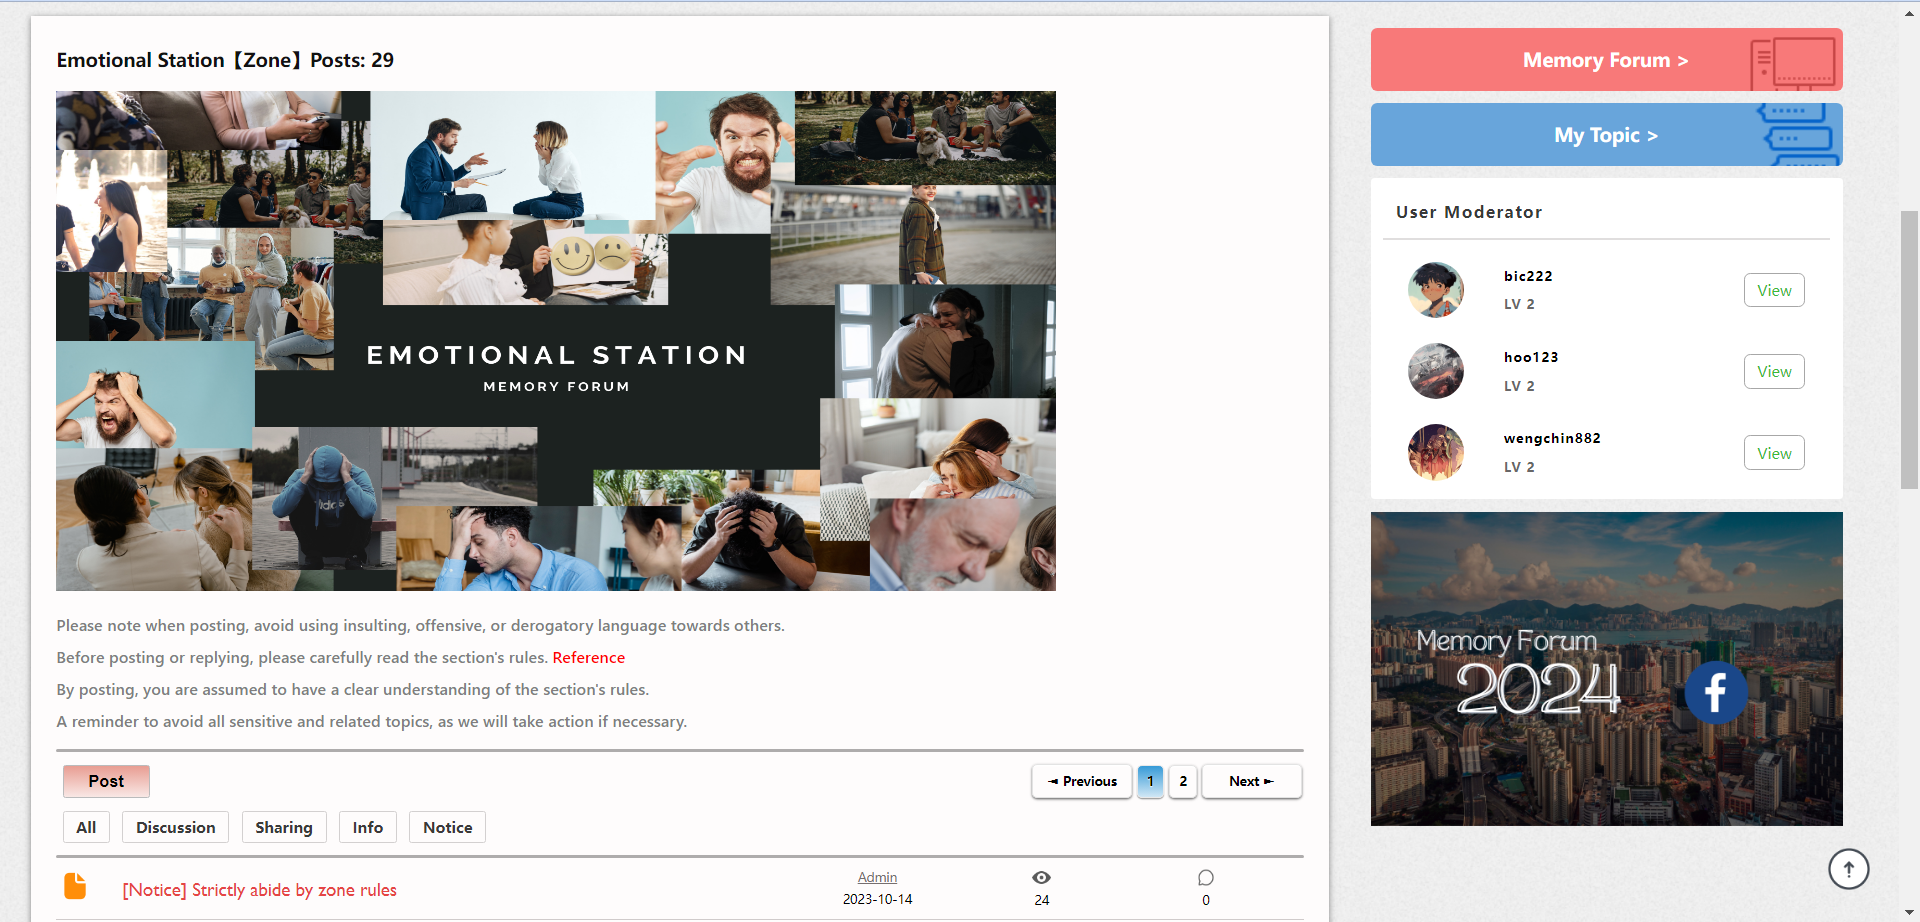 Emotional Station【Zone】Posts: 29
EMOTIONAL STATION
MEMORY FORUM
Please note when posting, avoid using insulting, offensive, or derogatory language towards others.
Before posting or replying, please carefully read the section's rules. Reference
By posting, you are assumed to have a clear understanding of the section's rules.
A reminder to avoid all sensitive and related topics, as we will take action if necessary.
Post
◄ Previous 1 2 Next ►
All Discussion Sharing Info Notice
[Notice] Strictly abide by zone rules
Admin
2023-10-14
24
0
Memory Forum >
My Topic >
User Moderator
bic222
LV 2
View
hoo123
LV 2
View
wengchin882
LV 2
View
Memory Forum
2024
f